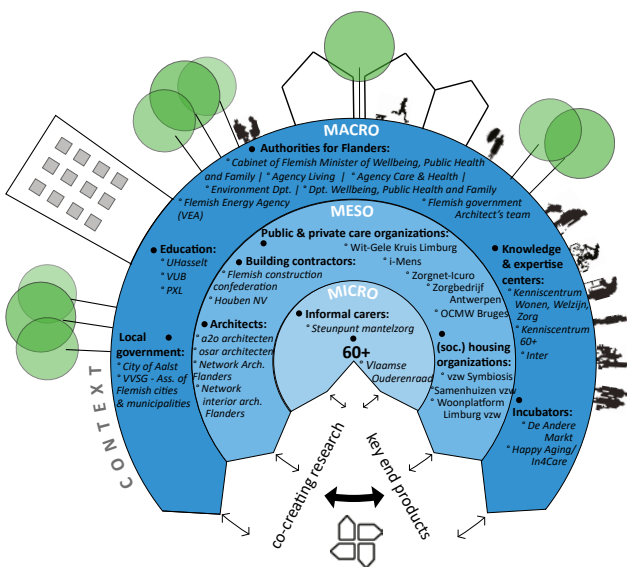 MACRO
Authorities for Flanders:
° Cabinet of Flemish Minister of Wellbeing, Public Health
and Family | ° Agency Living | ° Agency Care & Health |
° Environment Dpt. | ° Dpt. Wellbeing, Public Health and Family
° Flemish Energy Agency
(VEA)
° Flemish government
Architect's team
Education:
° UHasselt
° VUB
° PXL
Local
government:
° City of Aalst
° VVSG - Ass. of
Flemish cities
& municipalities
Knowledge
& expertise
centers:
° Kenniscentrum
Wonen, Welzijn,
Zorg
° Kenniscentrum
60+
° Inter
Incubators:
° De Andere
Markt
° Happy Aging/
In4Care
MESO
Public & private care organizations:
° Wit-Gele Kruis Limburg
° i-Mens
° Zorgnet-Icuro
° Zorgbedrijf
Antwerpen
° OCMW Bruges
Building contractors:
° Flemish construction
confederation
° Houben NV
Architects:
° a2o architecten
° osar architecten
° Network Arch.
Flanders
° Network
interior arch.
Flanders
(soc.) housing
organizations:
° vzw Symbiosis
° Samenhuizen vzw
° Woonplatform
Limburg vzw
MICRO
Informal carers:
° Steunpunt mantelzorg
60+
° Vlaamse
Ouderenraad
CONTEXT
co-creating research
key end products